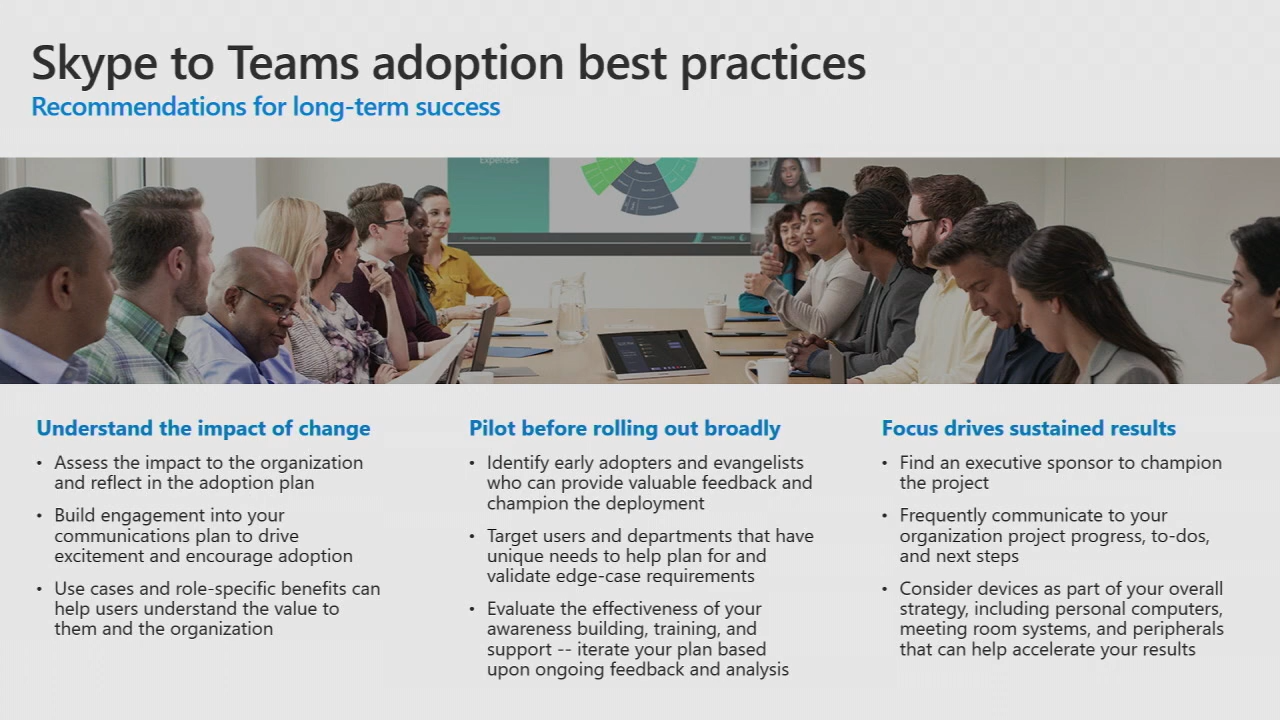 Skype to Teams adoption best practices
Recommendations for long-term success
Expenses
Understand the impact of change
• Assess the impact to the organization
and reflect in the adoption plan
• Build engagement into your
communications plan to drive
excitement and encourage adoption
• Use cases and role-specific benefits can
help users understand the value to
them and the organization
Pilot before rolling out broadly
• Identify early adopters and evangelists
who can provide valuable feedback and
champion the deployment
• Target users and departments that have
unique needs to help plan for and
validate edge-case requirements
• Evaluate the effectiveness of your
awareness building, training, and
support -- iterate your plan based
upon ongoing feedback and analysis
Focus drives sustained results
• Find an executive sponsor to champion
the project
• Frequently communicate to your
organization project progress, to-dos,
and next steps
• Consider devices as part of your overall
strategy, including personal computers,
meeting room systems, and peripherals
that can help accelerate your results